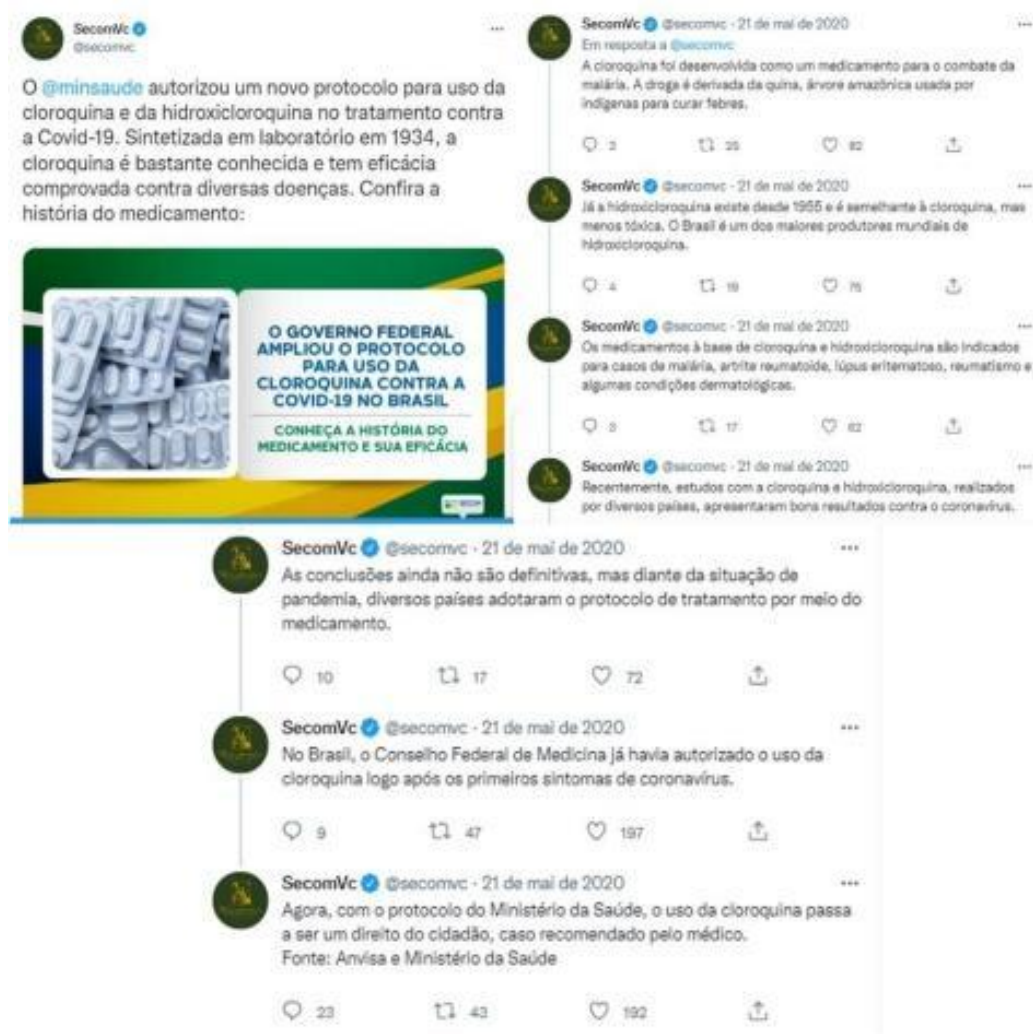 SecomVc
@secomvc
O @minsaude autorizou um novo protocolo para uso da
cloroquina e da hidroxicloroquina no tratamento contra
a Covid-19. Sintetizada em laboratório em 1934, a
cloroquina é bastante conhecida e tem eficácia
comprovada contra diversas doenças. Confira a
história do medicamento:
O GOVERNO FEDERAL
AMPLIOU O PROTOCOLO
PARA USO DA
CLOROQUINA CONTRA A
COVID-19 NO BRASIL
CONHEÇA A HISTÓRIA DO
MEDICAMENTO E SUA EFICÁCIA
SecomVc @secomvc · 21 de mai de 2020
Em resposta a @secomvc
A cloroquina foi desenvolvida como um medicamento para o combate da
malária. A droga é derivada da quina, árvore amazônica usada por
indígenas para curar febres.
25 82
SecomVc @secomvc · 21 de mai de 2020
Já a hidroxicloroquina existe desde 1955 e é semelhante à cloroquina, mas
menos tóxica. O Brasil é um dos maiores produtores mundiais de
hidroxicloroquina.
4 19
SecomVc @secomvc · 21 de mai de 2020
Os medicamentos à base de cloroquina e hidroxicloroquina são indicados
para casos de malária, artrite reumatoide, lúpus eritematoso, reumatismo e
algumas condições dermatológicas.
17 62
SecomVc @secomvc · 21 de mai de 2020
Recentemente, estudos com a cloroquina e hidroxicloroquina, realizados
por diversos países, apresentaram bons resultados contra o coronavírus.
SecomVc @secomvc · 21 de mai de 2020
As conclusões ainda não são definitivas, mas diante da situação de
pandemia, diversos países adotaram o protocolo de tratamento por meio do
medicamento.
10 17 72
SecomVc @secomvc · 21 de mai de 2020
No Brasil, o Conselho Federal de Medicina já havia autorizado o uso da
cloroquina logo após os primeiros sintomas de coronavírus.
9 47 197
SecomVc @secomvc · 21 de mai de 2020
Agora, com o protocolo do Ministério da Saúde, o uso da cloroquina passa
a ser um direito do cidadão, caso recomendado pelo médico.
Fonte: Anvisa e Ministério da Saúde
23 43 192